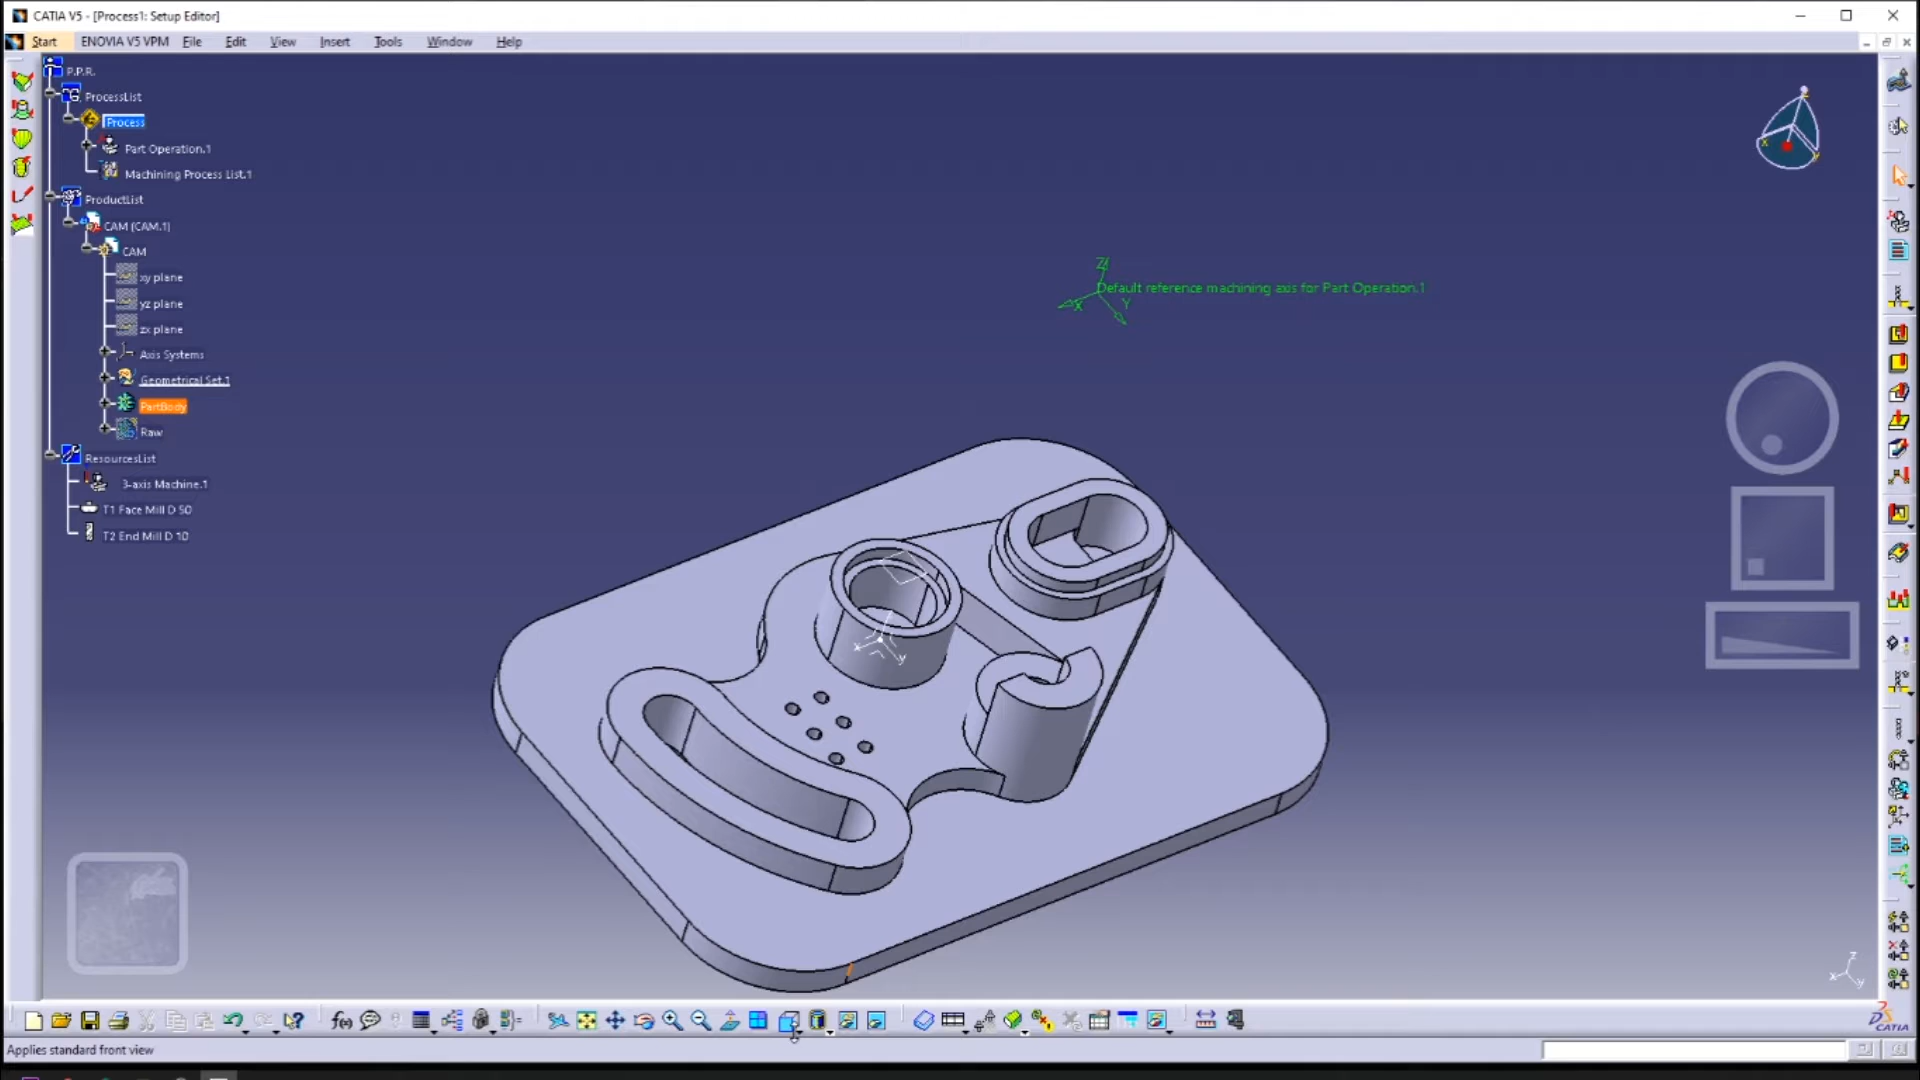 CATIA V5 - [Process1: Setup Editor]
Start ENOVIA V5 VPM File Edit View Insert Tools Window Help
P.P.R.
ProcessList
Process
Part Operation.1
Machining Process List.1
ProductList
CAM (CAM.1)
CAM
xy plane
yz plane
zx plane
Axis Systems
Geometrical Set.1
PartBody
Raw
ResourcesList
3-axis Machine.1
T1 Face Mill D 50
T2 End Mill D 10
Z
Default reference machining axis for Part Operation.1
X
Y
x
y
z
x
y
CATIA
Applies standard front view